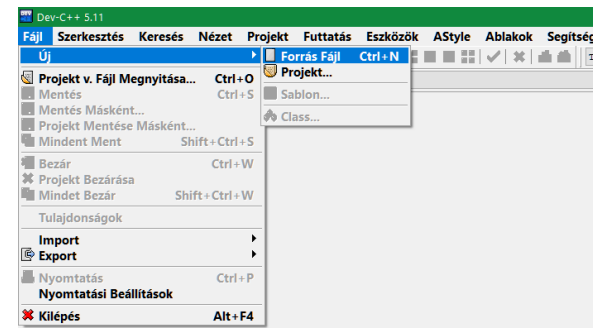 Dev-C++ 5.11
Fájl Szerkesztés Keresés Nézet Projekt Futtatás Eszközök AStyle Ablakok Segítség
Új
Forrás Fájl Ctrl+N
Projekt...
Sablon...
Class...
Projekt v. Fájl Megnyitása... Ctrl+O
Mentés Ctrl+S
Mentés Másként...
Projekt Mentése Másként...
Mindent Ment Shift+Ctrl+S
Bezár Ctrl+W
Projekt Bezárása
Mindet Bezár Shift+Ctrl+W
Tulajdonságok
Import
Export
Nyomtatás Ctrl+P
Nyomtatási Beállítások
Kilépés Alt+F4